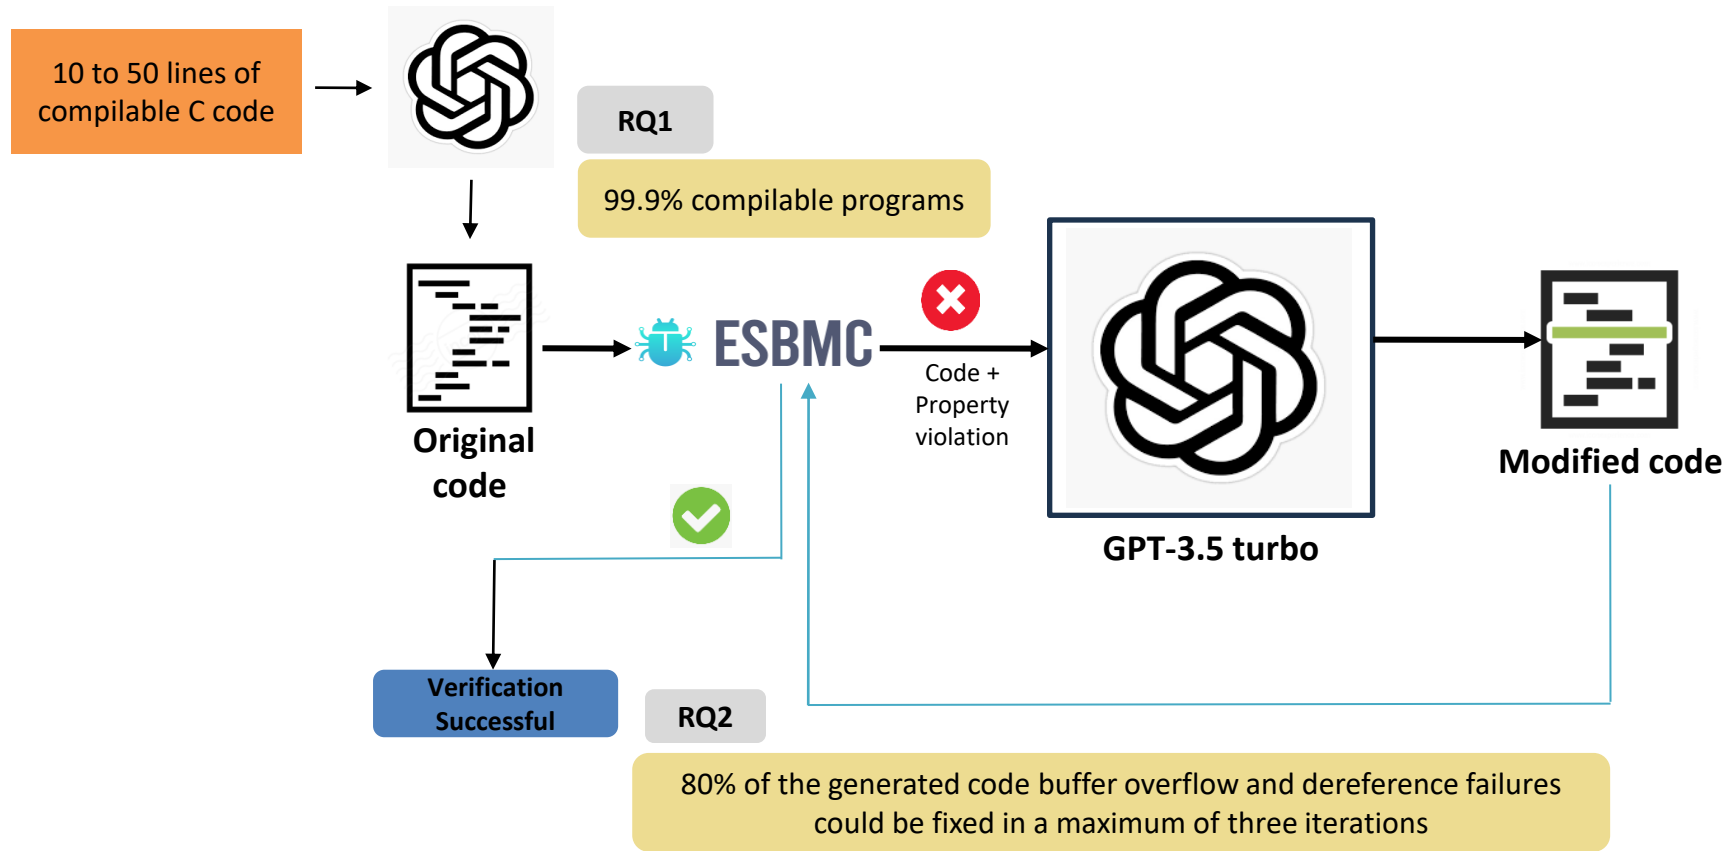 10 to 50 lines of
compilable C code
RQ1
99.9% compilable programs
ESBMC
Code +
Property
violation
Original
code
GPT-3.5 turbo
Modified code
Verification
Successful
RQ2
80% of the generated code buffer overflow and dereference failures
could be fixed in a maximum of three iterations